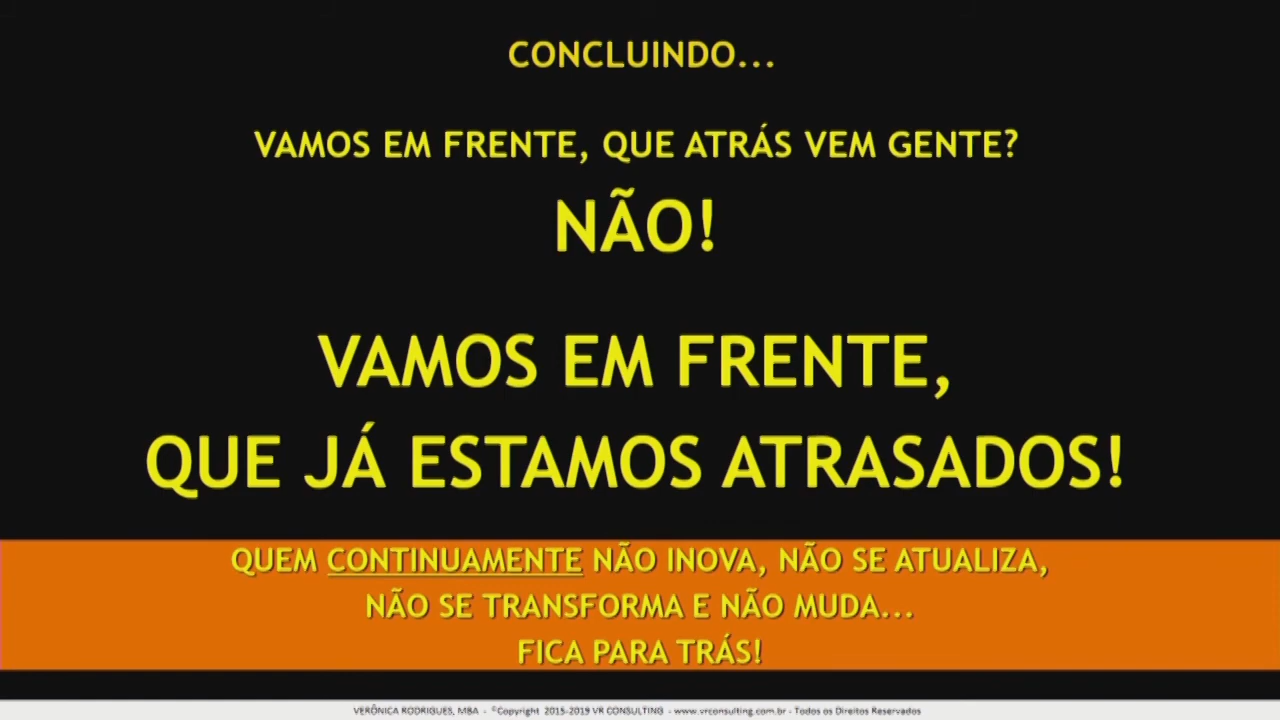 CONCLUINDO...
VAMOS EM FRENTE, QUE ATRÁS VEM GENTE?
NÃO!
VAMOS EM FRENTE,
QUE JÁ ESTAMOS ATRASADOS!
QUEM CONTINUAMENTE NÃO INOVA, NÃO SE ATUALIZA,
NÃO SE TRANSFORMA E NÃO MUDA...
FICA PARA TRÁS!
VERÔNICA RODRIGUES, MBA - ©Copyright 2015-2019 VR CONSULTING - www.vrconsulting.com.br - Todos os Direitos Reservados